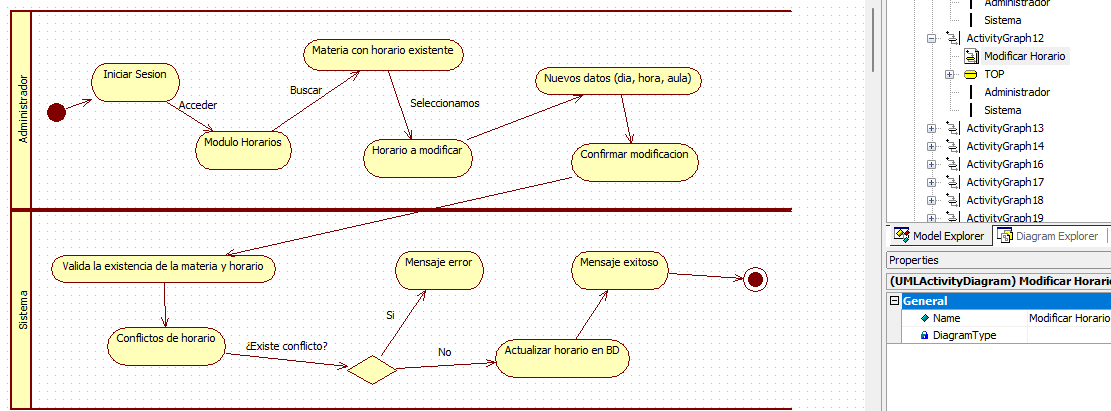 Administrador
Iniciar Sesion
Acceder
Modulo Horarios
Buscar
Materia con horario existente
Seleccionamos
Horario a modificar
Nuevos datos (dia, hora, aula)
Confirmar modificacion
Sistema
Valida la existencia de la materia y horario
Conflictos de horario
¿Existe conflicto?
Si
Mensaje error
No
Actualizar horario en BD
Mensaje exitoso
Administrador
Sistema
ActivityGraph12
Modificar Horario
TOP
Administrador
Sistema
ActivityGraph13
ActivityGraph14
ActivityGraph16
ActivityGraph17
ActivityGraph18
ActivityGraph19
Model Explorer
Diagram Explorer
Properties
(UMLActivityDiagram) Modificar Horario
General
Name
Modificar Horario
DiagramType